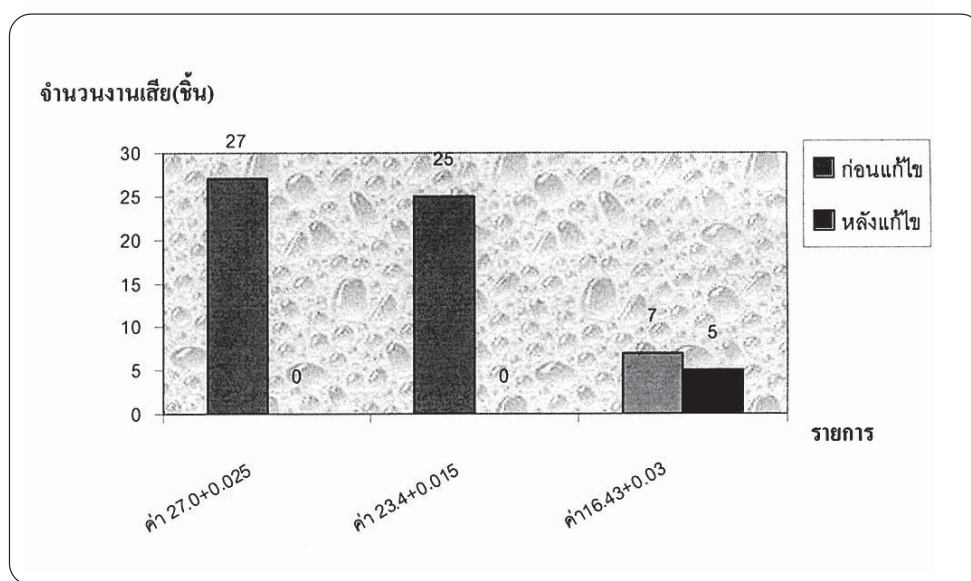 จำนวนงานเสีย(ชิ้น)
30
25
20
15
10
5
0
27
0
25
0
7
5
ก่อนแก้ไข
หลังแก้ไข
รายการ
ค่า 27.0+0.025
ค่า 23.4+0.015
ค่า16.43+0.03